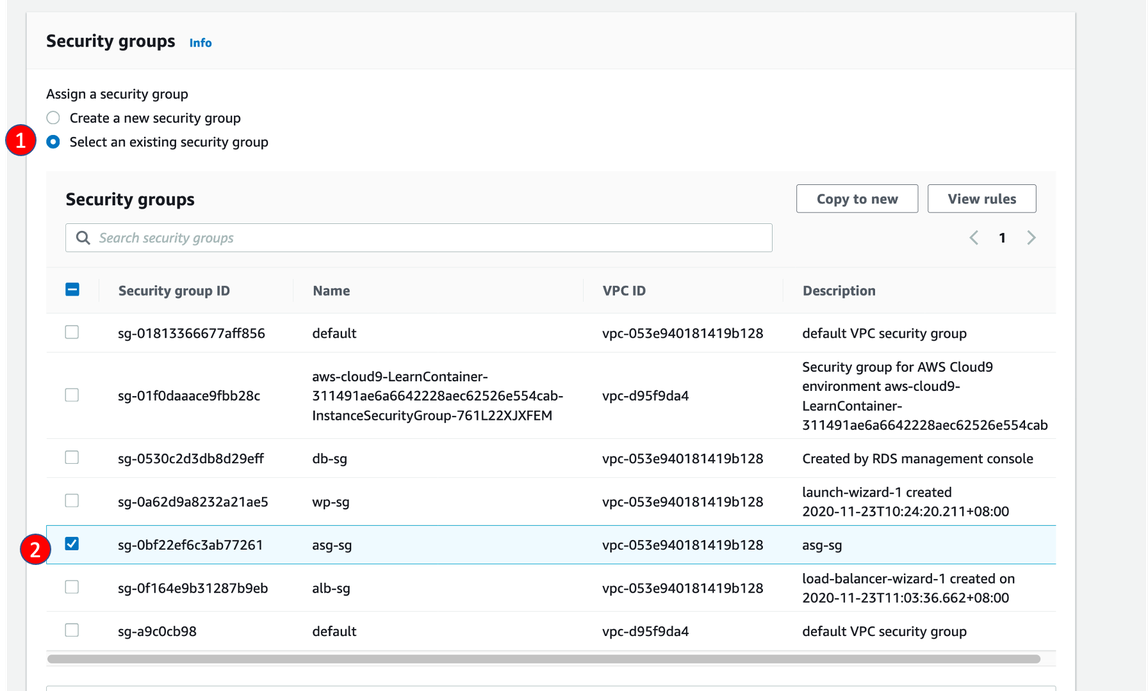 Security groups Info
Assign a security group
Create a new security group
1
Select an existing security group
Security groups
Copy to new
View rules
Search security groups
1
Security group ID Name VPC ID Description
sg-01813366677aff856 default vpc-053e940181419b128 default VPC security group
sg-01f0daaace9fbb28c
aws-cloud9-LearnContainer-
311491ae6a6642228aec62526e554cab-
InstanceSecurityGroup-761L22XJXFEM
vpc-d95f9da4
Security group for AWS Cloud9
environment aws-cloud9-
LearnContainer-
311491ae6a6642228aec62526e554cab
sg-0530c2d3db8d29eff db-sg vpc-053e940181419b128 Created by RDS management console
sg-0a62d9a8232a21ae5 wp-sg vpc-053e940181419b128
launch-wizard-1 created
2020-11-23T10:24:20.211+08:00
2
sg-0bf22ef6c3ab77261 asg-sg vpc-053e940181419b128 asg-sg
sg-0f164e9b31287b9eb alb-sg vpc-053e940181419b128
load-balancer-wizard-1 created on
2020-11-23T11:03:36.662+08:00
sg-a9c0cb98 default vpc-d95f9da4 default VPC security group